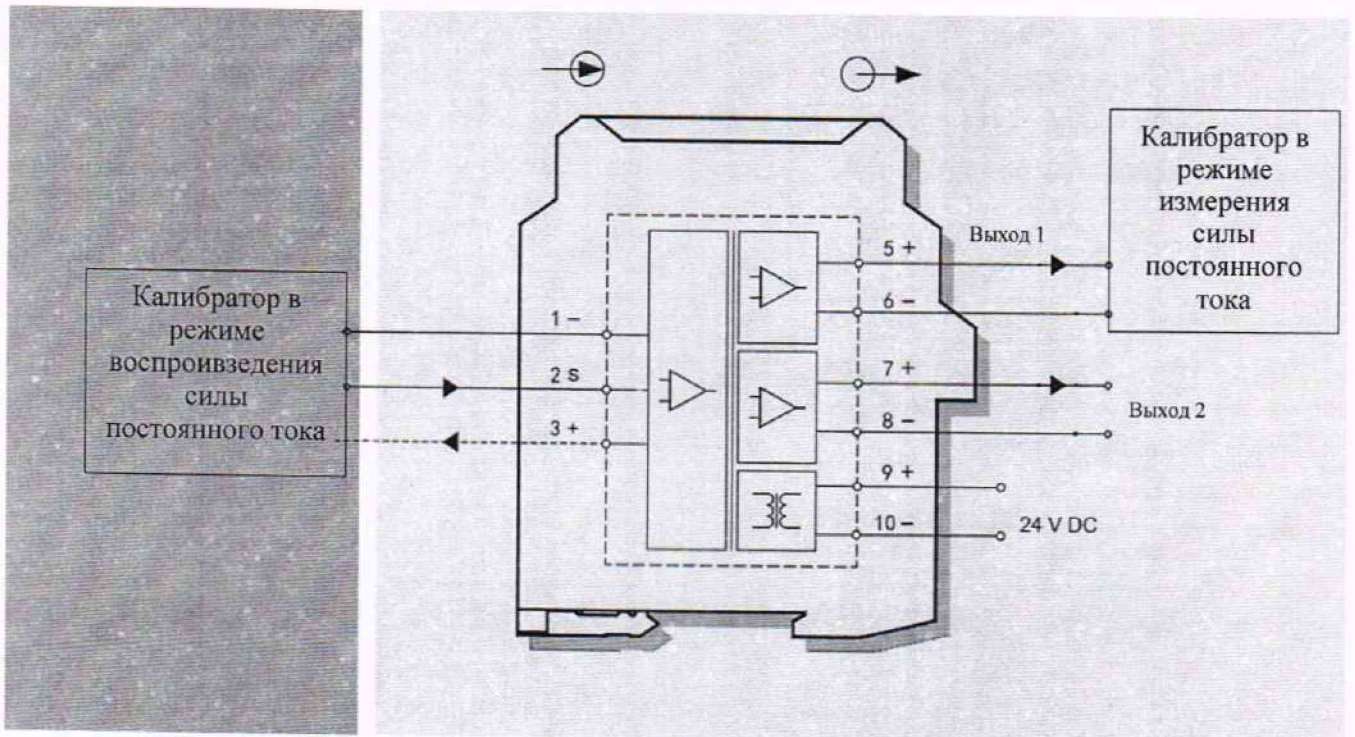 Калибратор в
режиме
воспроивзедения
силы
постоянного тока
1 –
2 s
3 +
5 +
6 –
7 +
8 –
9 +
10 –
Выход 1
Выход 2
24 V DC
Калибратор в
режиме
измерения
силы
постоянного
тока